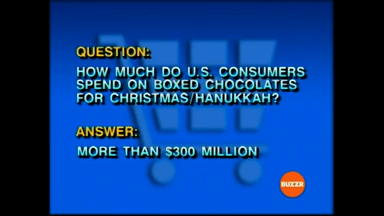 QUESTION:
HOW MUCH DO U.S. CONSUMERS
SPEND ON BOXED CHOCOLATES
FOR CHRISTMAS/HANUKKAH?
ANSWER:
MORE THAN $300 MILLION
BUZZR